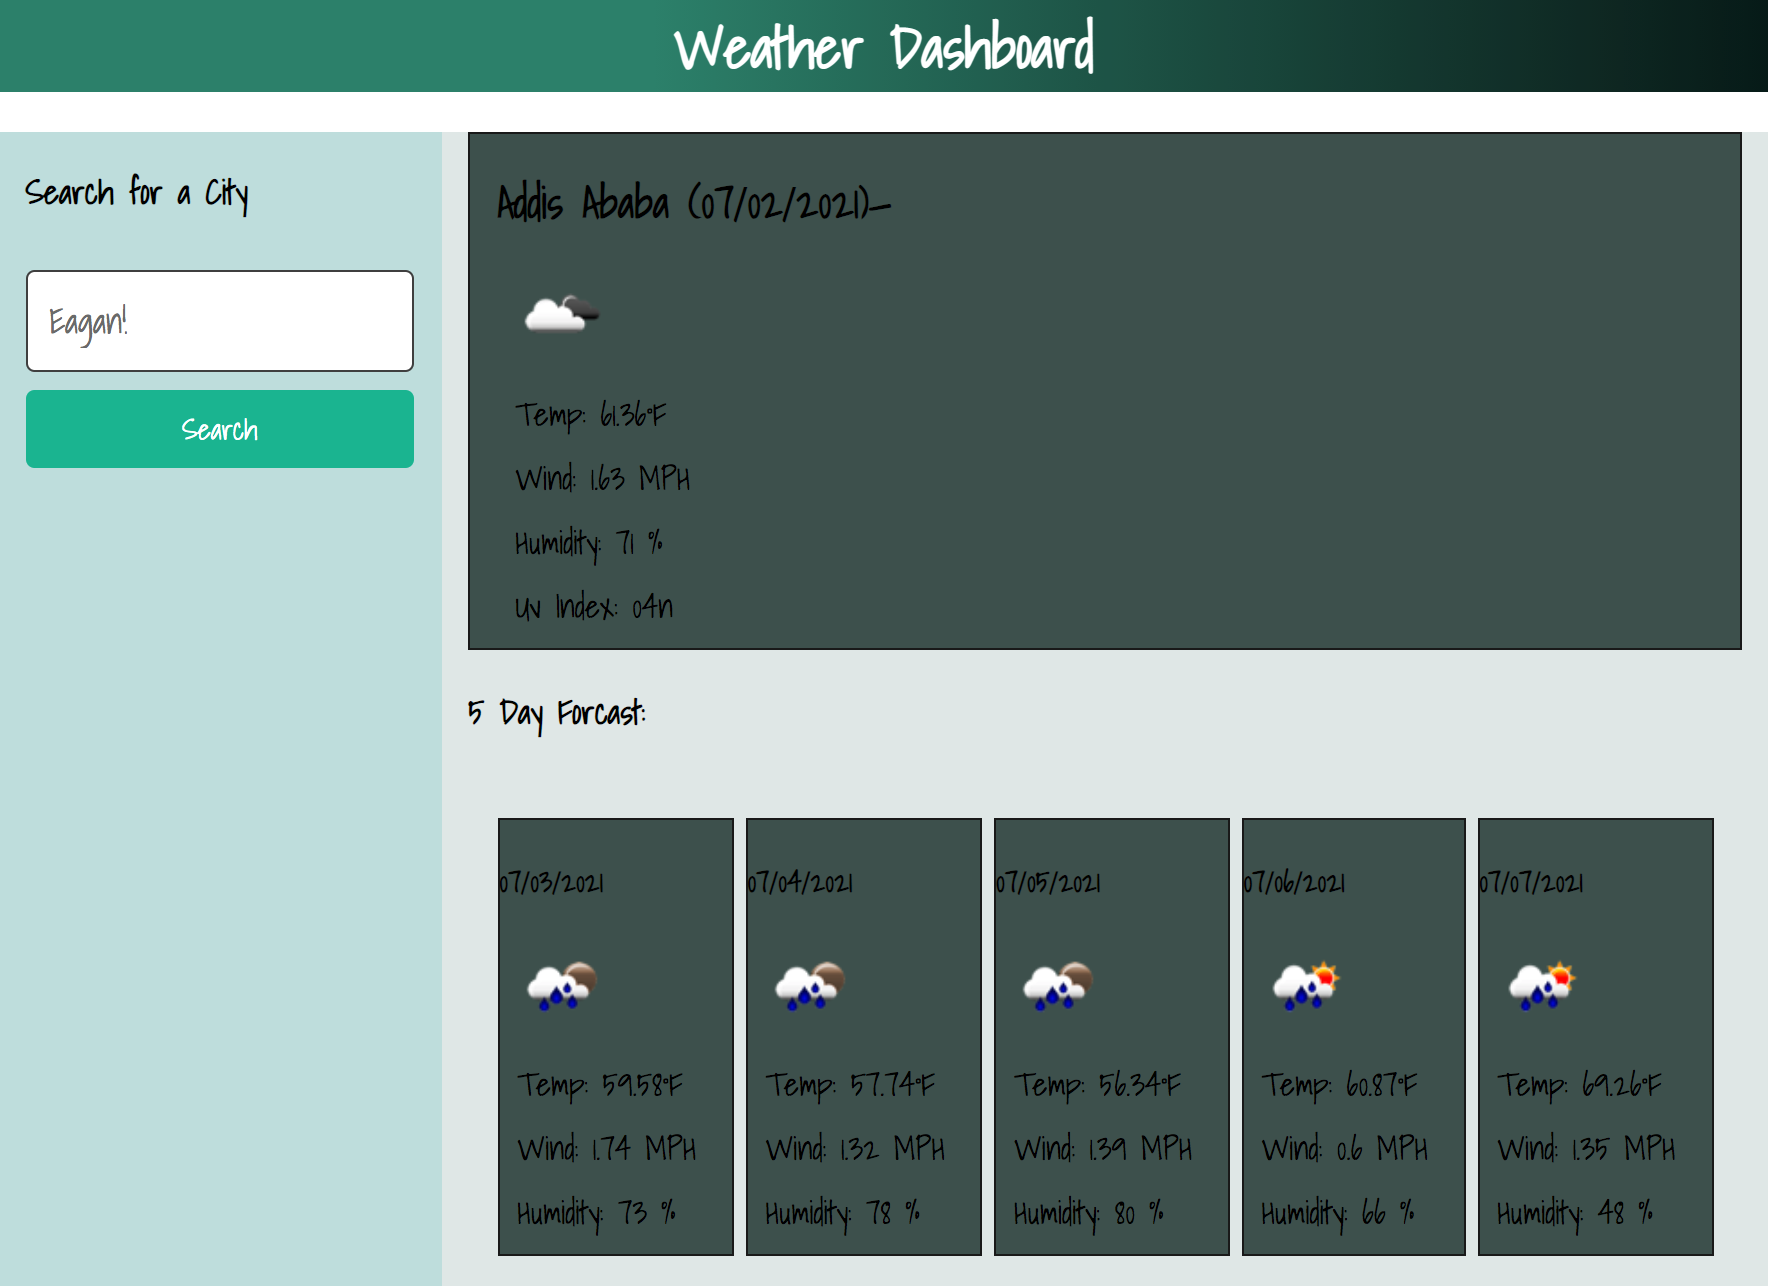 Weather Dashboard
Search for a City
Eagan!
Search
Addis Ababa (07/02/2021)–
Temp: 61.36°F
Wind: 1.63 MPH
Humidity: 71 %
Uv Index: 04n
5 Day Forcast:
07/03/2021
Temp: 59.58°F
Wind: 1.74 MPH
Humidity: 73 %
07/04/2021
Temp: 57.74°F
Wind: 1.32 MPH
Humidity: 78 %
07/05/2021
Temp: 56.34°F
Wind: 1.39 MPH
Humidity: 80 %
07/06/2021
Temp: 60.87°F
Wind: 0.6 MPH
Humidity: 66 %
07/07/2021
Temp: 69.26°F
Wind: 1.35 MPH
Humidity: 48 %